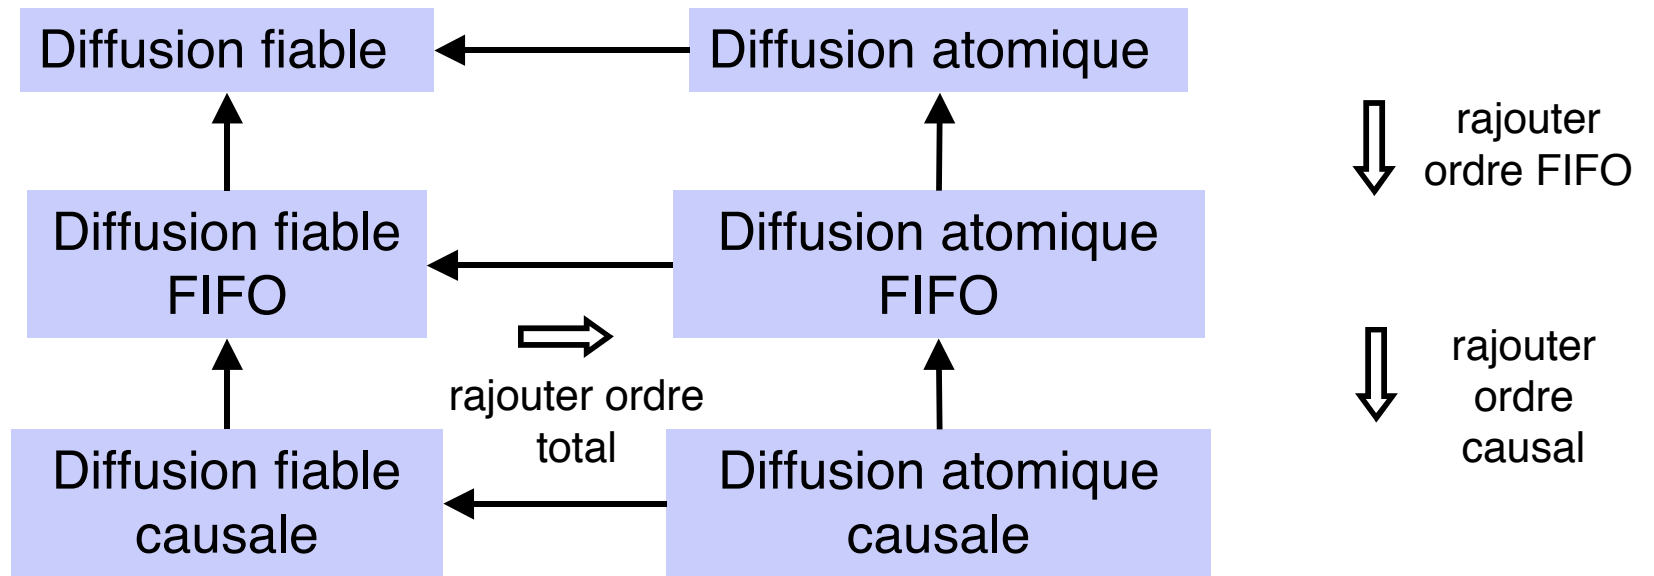 Diffusion fiable
Diffusion atomique
rajouter
ordre FIFO
Diffusion fiable
FIFO
Diffusion atomique
FIFO
rajouter ordre
total
rajouter
ordre
causal
Diffusion fiable
causale
Diffusion atomique
causale